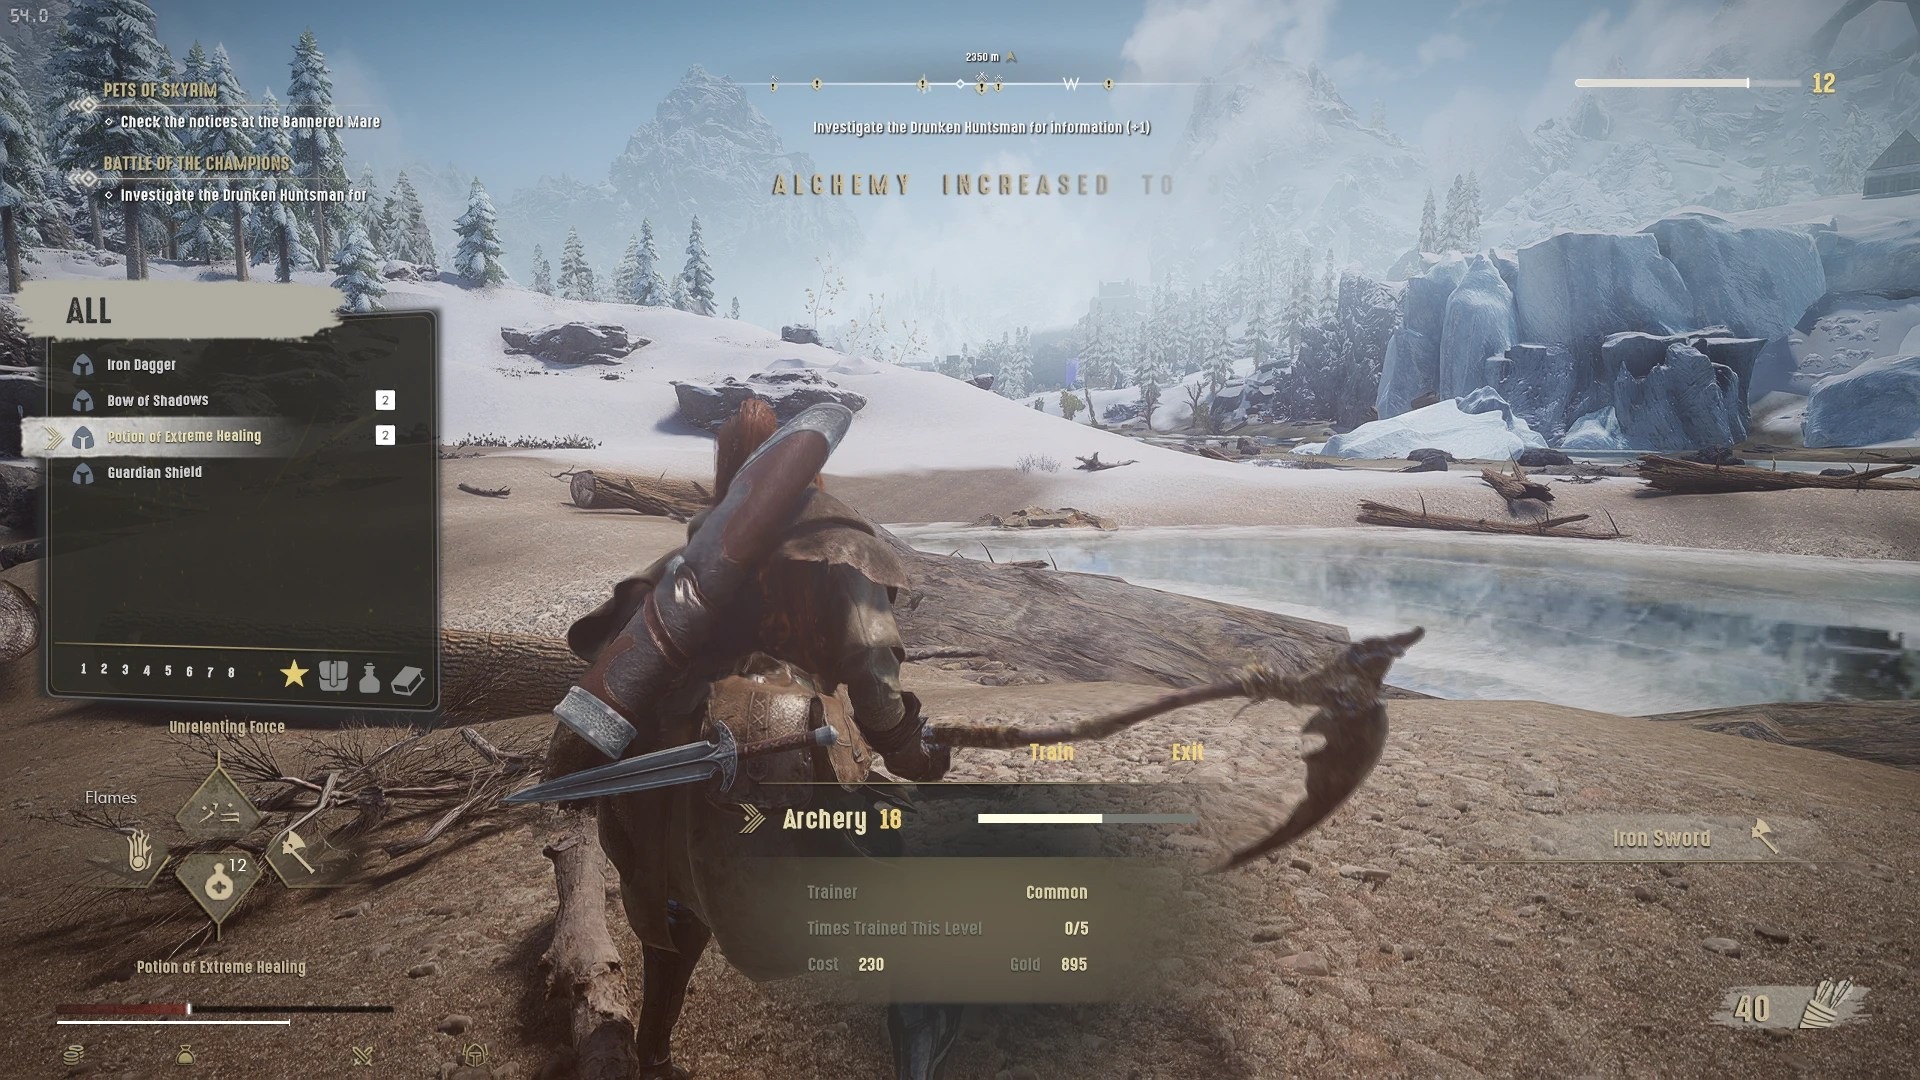 54.0
2350 m
W
12
PETS OF SKYRIM
Check the notices at the Bannered Mare
BATTLE OF THE CHAMPIONS
Investigate the Drunken Huntsman for
Investigate the Drunken Huntsman for information (+1)
ALCHEMY INCREASED TO
ALL
Iron Dagger
Bow of Shadows 2
Potion of Extreme Healing 2
Guardian Shield
1 2 3 4 5 6 7 8
Unrelenting Force
Flames
12
Potion of Extreme Healing
Train Exit
Archery 18
Trainer Common
Times Trained This Level 0/5
Cost 230 Gold 895
Iron Sword
40